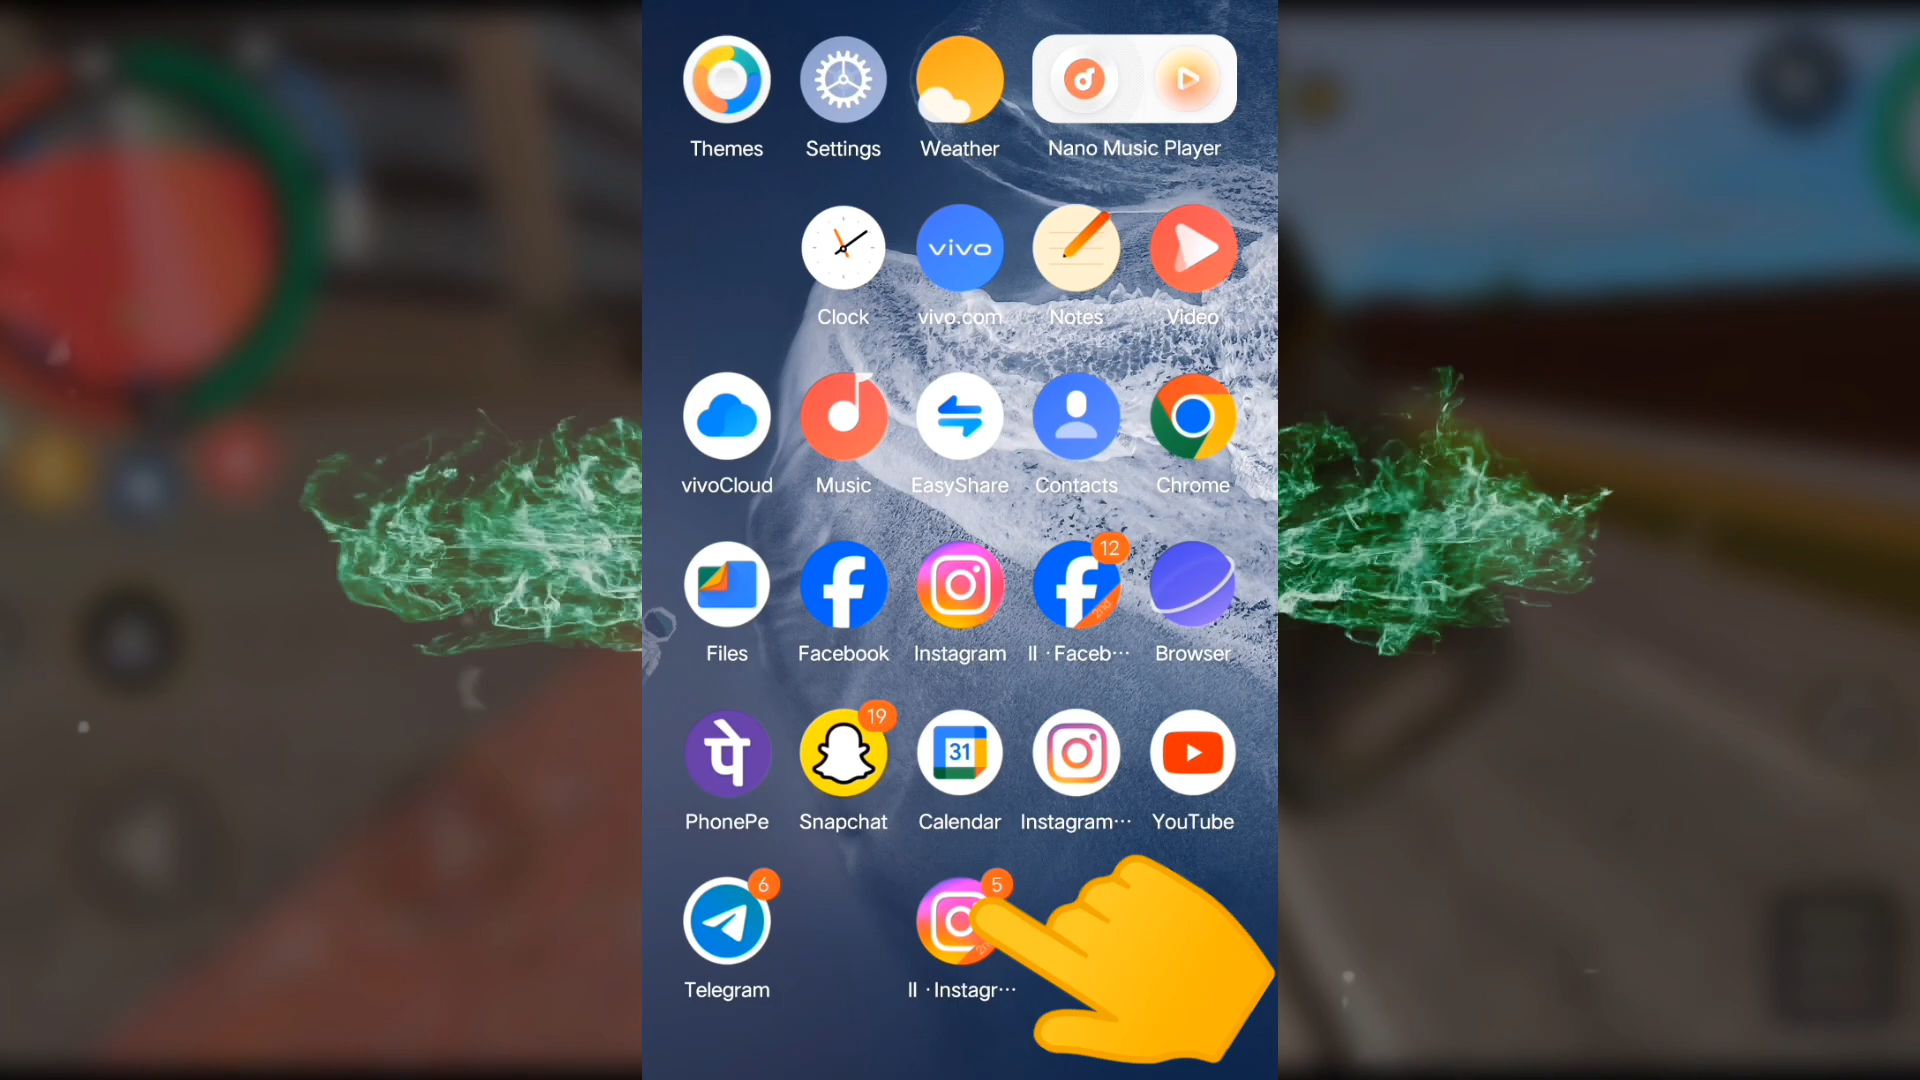 Themes Settings Weather Nano Music Player
vivo
Clock vivo.com Notes Video
vivoCloud Music EasyShare Contacts Chrome
12
2nd
Files Facebook Instagram II ·Faceb··· Browser
पे 19 31
PhonePe Snapchat Calendar Instagram··· YouTube
6 5
Telegram II ·Instagr···